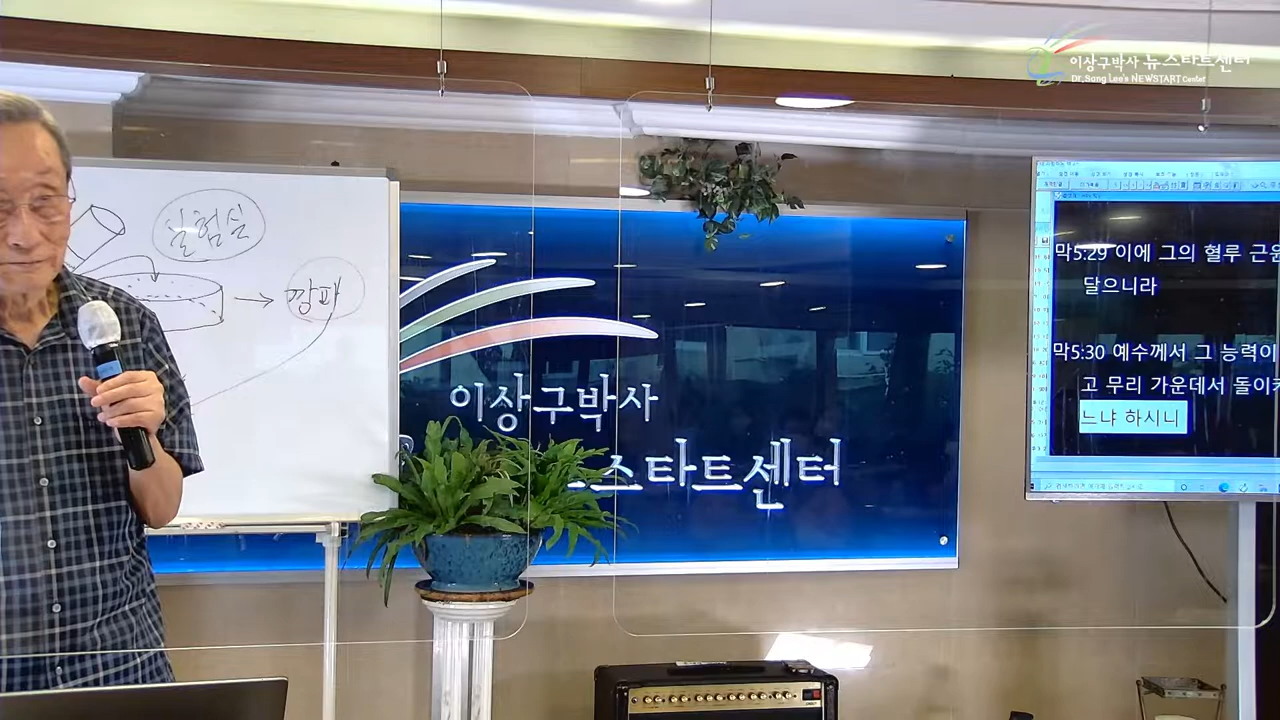 이상구박사 뉴스타트센터
Dr. Sang Lee's NEWSTART Center
실험실
깡패
이상구박사
스타트센터
막5:29 이에 그의 혈루 근원
달으니라
막5:30 예수께서 그 능력이
고 무리 가운데서 돌이켜
느냐 하시니